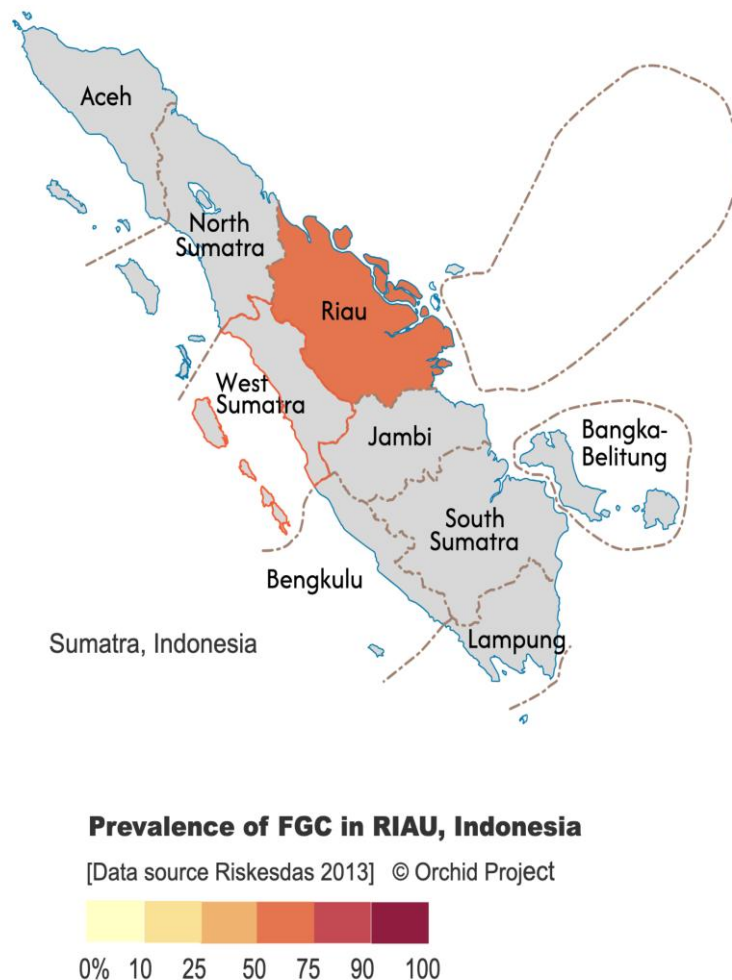 Aceh
North
Sumatra
Riau
West
Sumatra
Jambi
Bangka-
Belitung
South
Sumatra
Bengkulu
Lampung
Sumatra, Indonesia
Prevalence of FGC in RIAU, Indonesia
[Data source Riskesdas 2013] © Orchid Project
0% 10 25 50 75 90 100